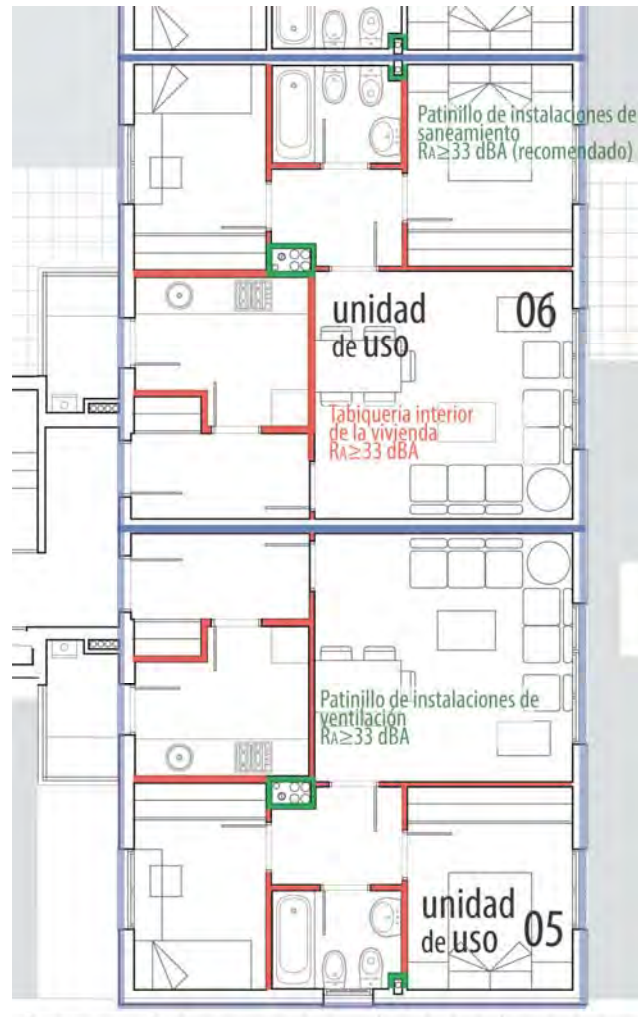 Patinillo de instalaciones de
saneamiento
RA≥33 dBA (recomendado)
unidad 06
de uso
Tabiquería interior
de la vivienda
RA≥33 dBA
Patinillo de instalaciones de
ventilación
RA≥33 dBA
unidad
de uso 05